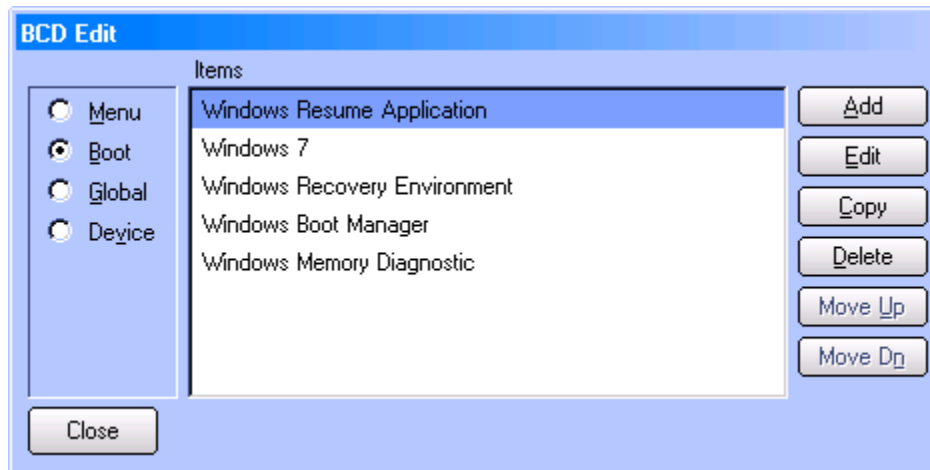 BCD Edit
Items
Menu
Boot
Global
Device
Windows Resume Application
Windows 7
Windows Recovery Environment
Windows Boot Manager
Windows Memory Diagnostic
Add
Edit
Copy
Delete
Move Up
Move Dn
Close